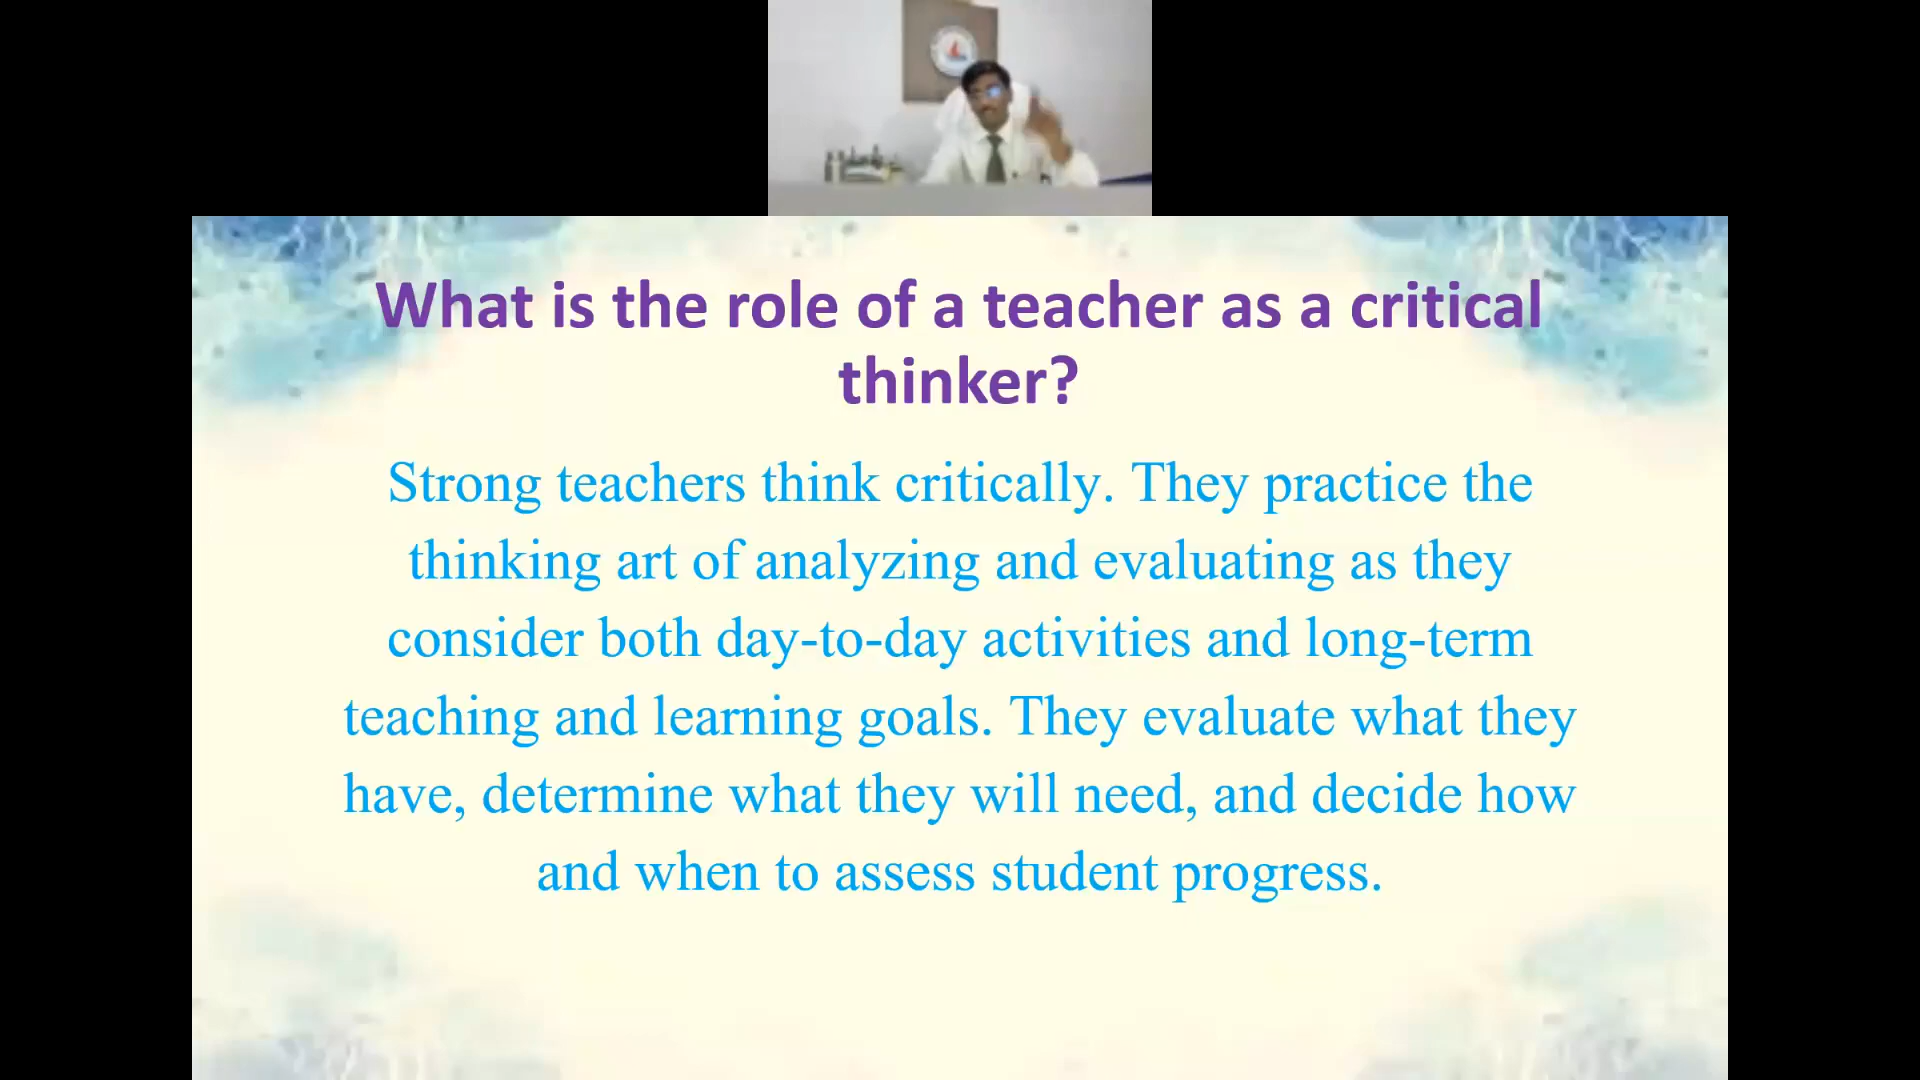 What is the role of a teacher as a critical
thinker?
Strong teachers think critically. They practice the
thinking art of analyzing and evaluating as they
consider both day-to-day activities and long-term
teaching and learning goals. They evaluate what they
have, determine what they will need, and decide how
and when to assess student progress.